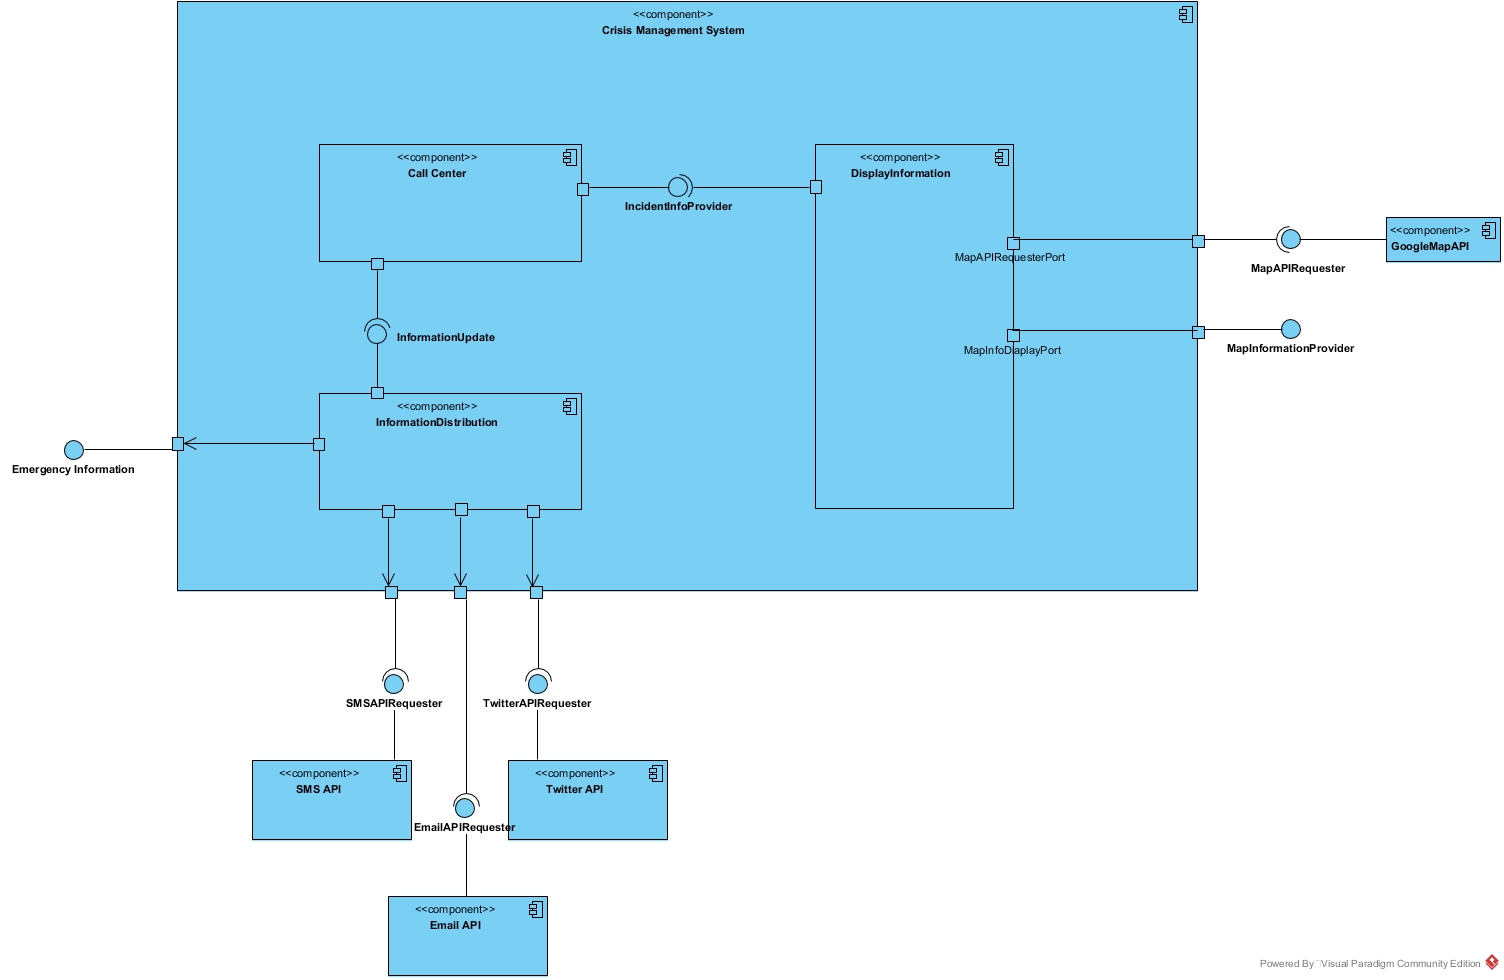 <<component>>
Crisis Management System
<<component>>
Call Center
<<component>>
DisplayInformation
IncidentInfoProvider
<<component>>
GoogleMapAPI
MapAPIRequesterPort
MapAPIRequester
InformationUpdate
MapInfoDiaplayPort
MapInformationProvider
<<component>>
InformationDistribution
Emergency Information
SMSAPIRequester
TwitterAPIRequester
<<component>>
SMS API
<<component>>
Twitter API
EmailAPIRequester
<<component>>
Email API
Powered By Visual Paradigm Community Edition